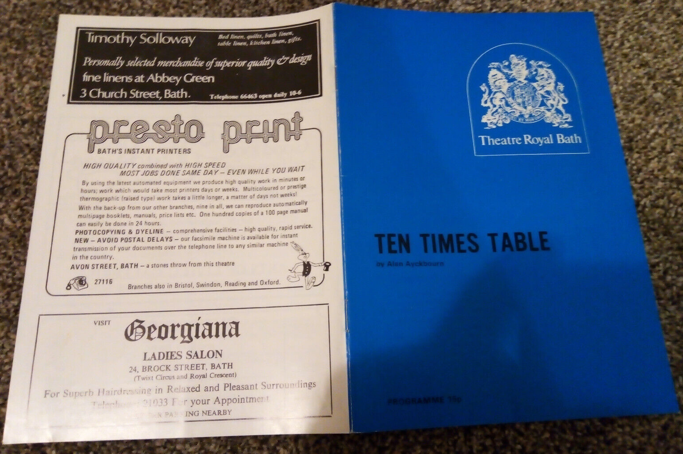 Timothy Solloway
Bed linen, quilts, bath linen,
table linen, kitchen linen, gifts.
Personally selected merchandise of superior quality & design
fine linens at Abbey Green
3 Church Street, Bath.
Telephone 66463 open daily 10-6
presto print
BATH'S INSTANT PRINTERS
HIGH QUALITY combined with HIGH SPEED
MOST JOBS DONE SAME DAY — EVEN WHILE YOU WAIT
By using the latest automated equipment we produce high quality work in minutes or
hours; work which would take most printers days or weeks. Multicoloured or prestige
thermographic (raised type) work takes a little longer, a matter of days not weeks!
With the back-up from our other branches, nine in all, we can reproduce automatically
multipage booklets, manuals, price lists etc. One hundred copies of a 100 page manual
can easily be done in 24 hours.
PHOTOCOPYING & DYELINE — comprehensive facilities — high quality, rapid service.
NEW — AVOID POSTAL DELAYS — our facsimile machine is available for instant
transmission of your documents over the telephone line to any similar machine
in the country.
AVON STREET, BATH — a stones throw from this theatre
27116
Branches also in Bristol, Swindon, Reading and Oxford.
VISIT
Georgiana
LADIES SALON
24, BROCK STREET, BATH
(Twixt Circus and Royal Crescent)
For Superb Hairdressing in Relaxed and Pleasant Surroundings
Telephone 21033 For your Appointment
PARKING NEARBY
Theatre Royal Bath
TEN TIMES TABLE
by Alan Ayckbourn
PROGRAMME